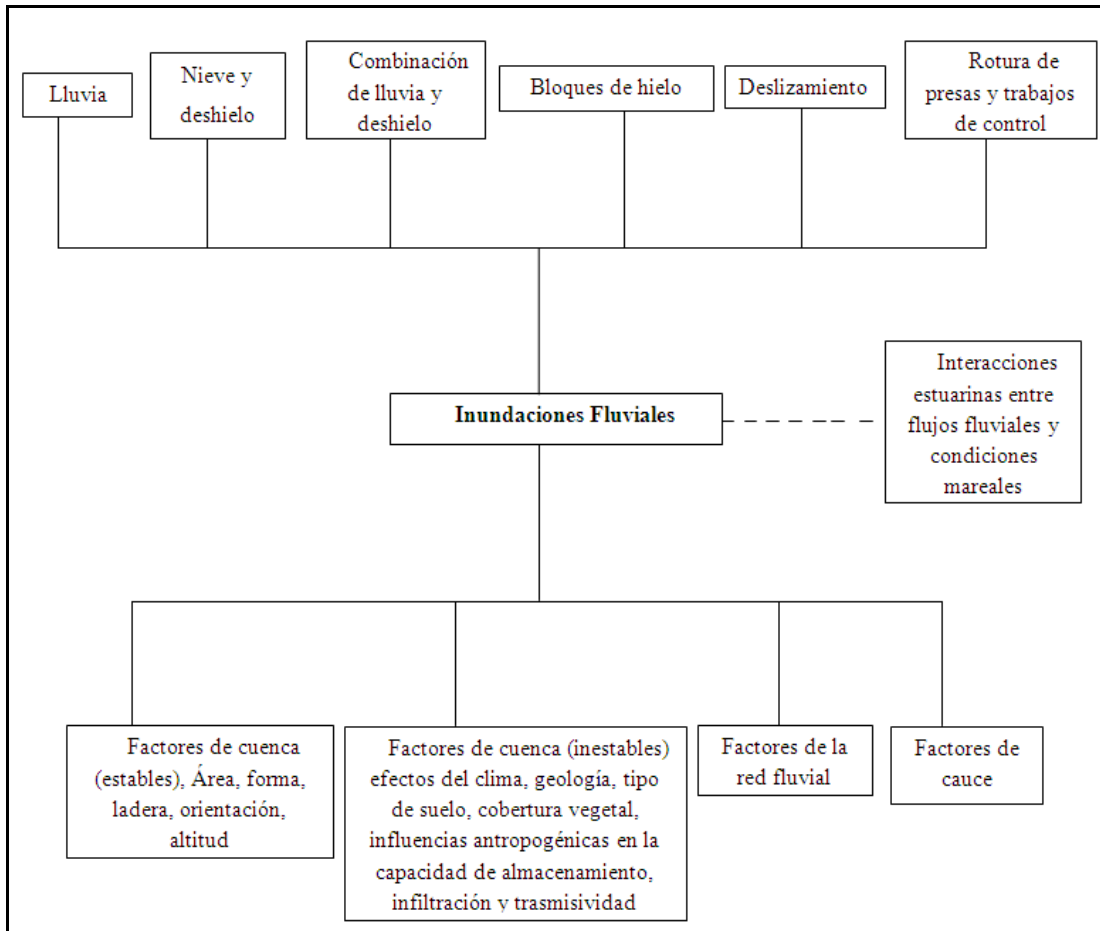 Lluvia
Nieve y
deshielo
Combinación
de lluvia y
deshielo
Bloques de hielo
Deslizamiento
Rotura de
presas y trabajos
de control
Inundaciones Fluviales
Interacciones
estuarinas entre
flujos fluviales y
condiciones
mareales
Factores de cuenca
(estables), Área, forma,
ladera, orientación,
altitud
Factores de cuenca (inestables)
efectos del clima, geología, tipo
de suelo, cobertura vegetal,
influencias antropogénicas en la
capacidad de almacenamiento,
infiltración y trasmisividad
Factores de la
red fluvial
Factores de
cauce